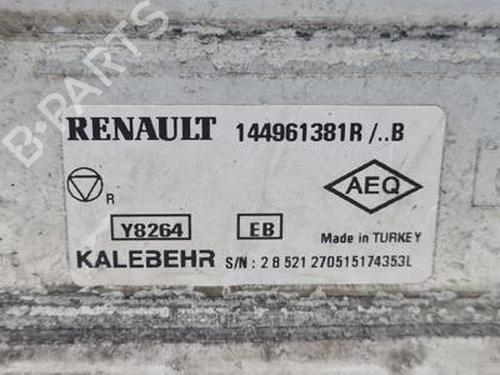 B-PARTS
RENAULT 144961381R /..B
R
AEQ
Y8264 EB Made in TURKEY
KALEBEHR S/N : 2 8 521 270515174353L